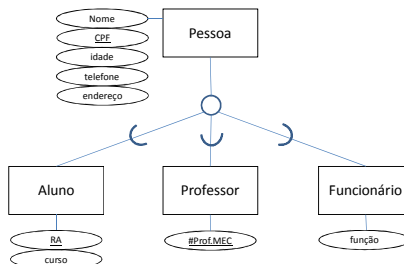 Nome
Pessoa
CPF
idade
telefone
endereço
Aluno
Professor
Funcionário
RA
#Prof.MEC
função
curso